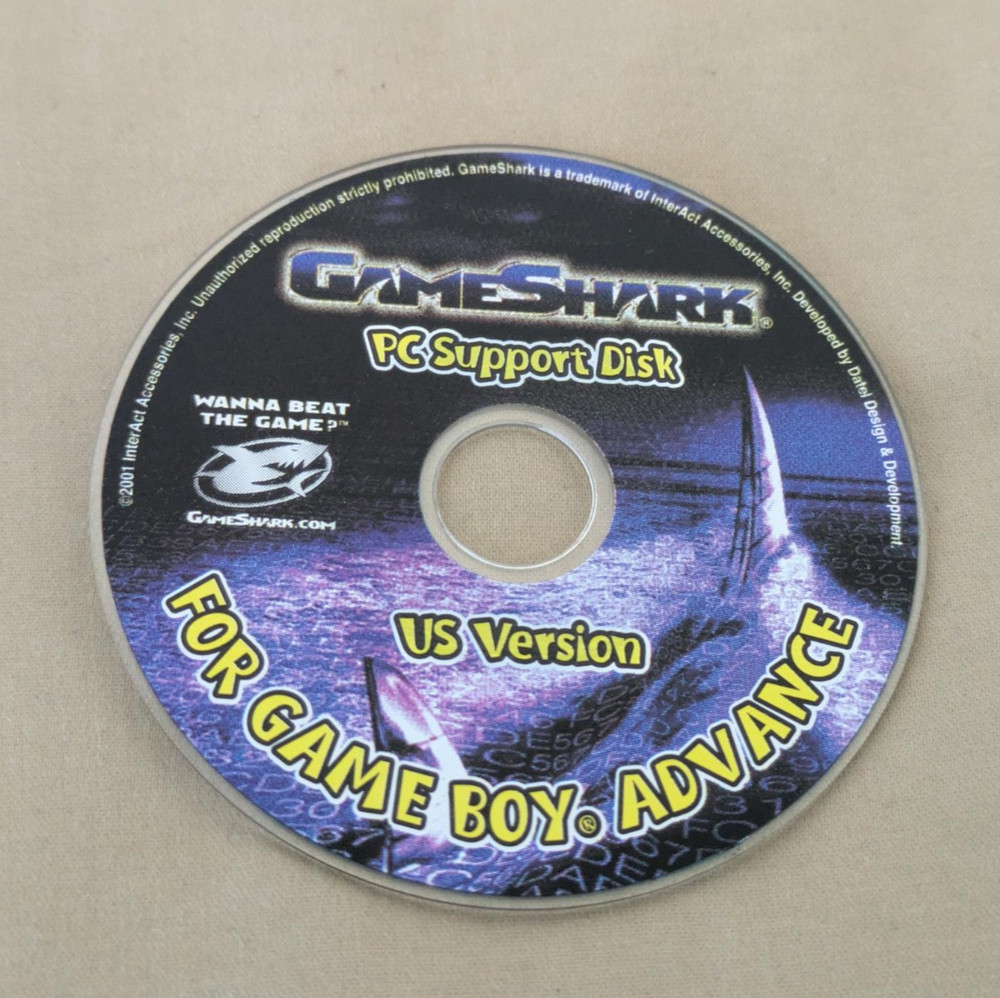 ©2001 InterAct Accessories, Inc. Unauthorized reproduction strictly prohibited. GameShark is a trademark of InterAct Accessories, Inc. Developed by Datel Design & Development.
GAMESHARK®
PC Support Disk
WANNA BEAT
THE GAME?™
GAMESHARK.COM
US Version
FOR GAME BOY® ADVANCE